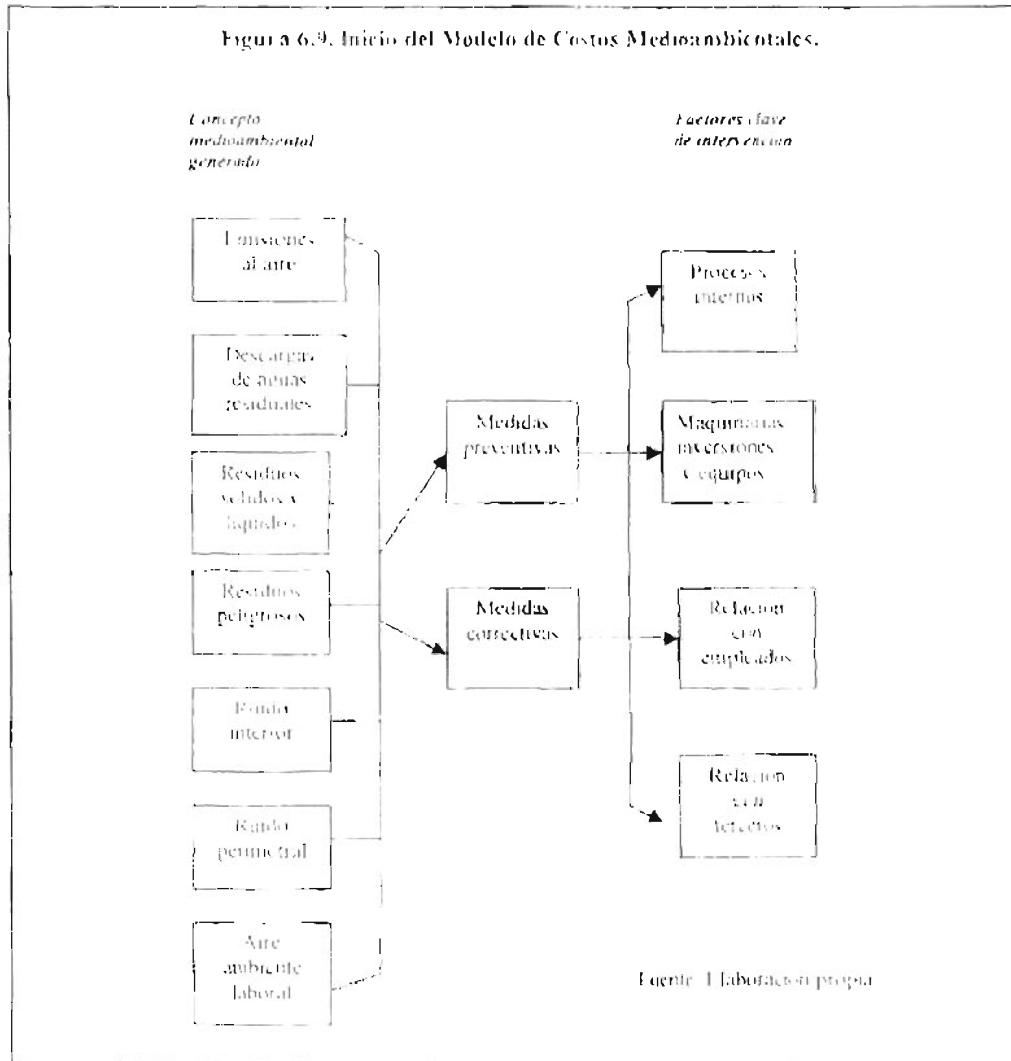 Figura 6.9. Inicio del Modelo de Costos Medioambientales.
Concepto
medioambiental
generado
Factores clave
de intervención
Emisiones
al aire
Descargas
de aguas
residuales
Residuos
sólidos y
líquidos
Residuos
peligrosos
Ruido
interior
Ruido
perimetral
Aire
ambiente
laboral
Medidas
preventivas
Medidas
correctivas
Procesos
internos
Maquinarias
inversiones
y equipos
Relación
con
empleados
Relación
con
terceros
Fuente: Elaboración propia